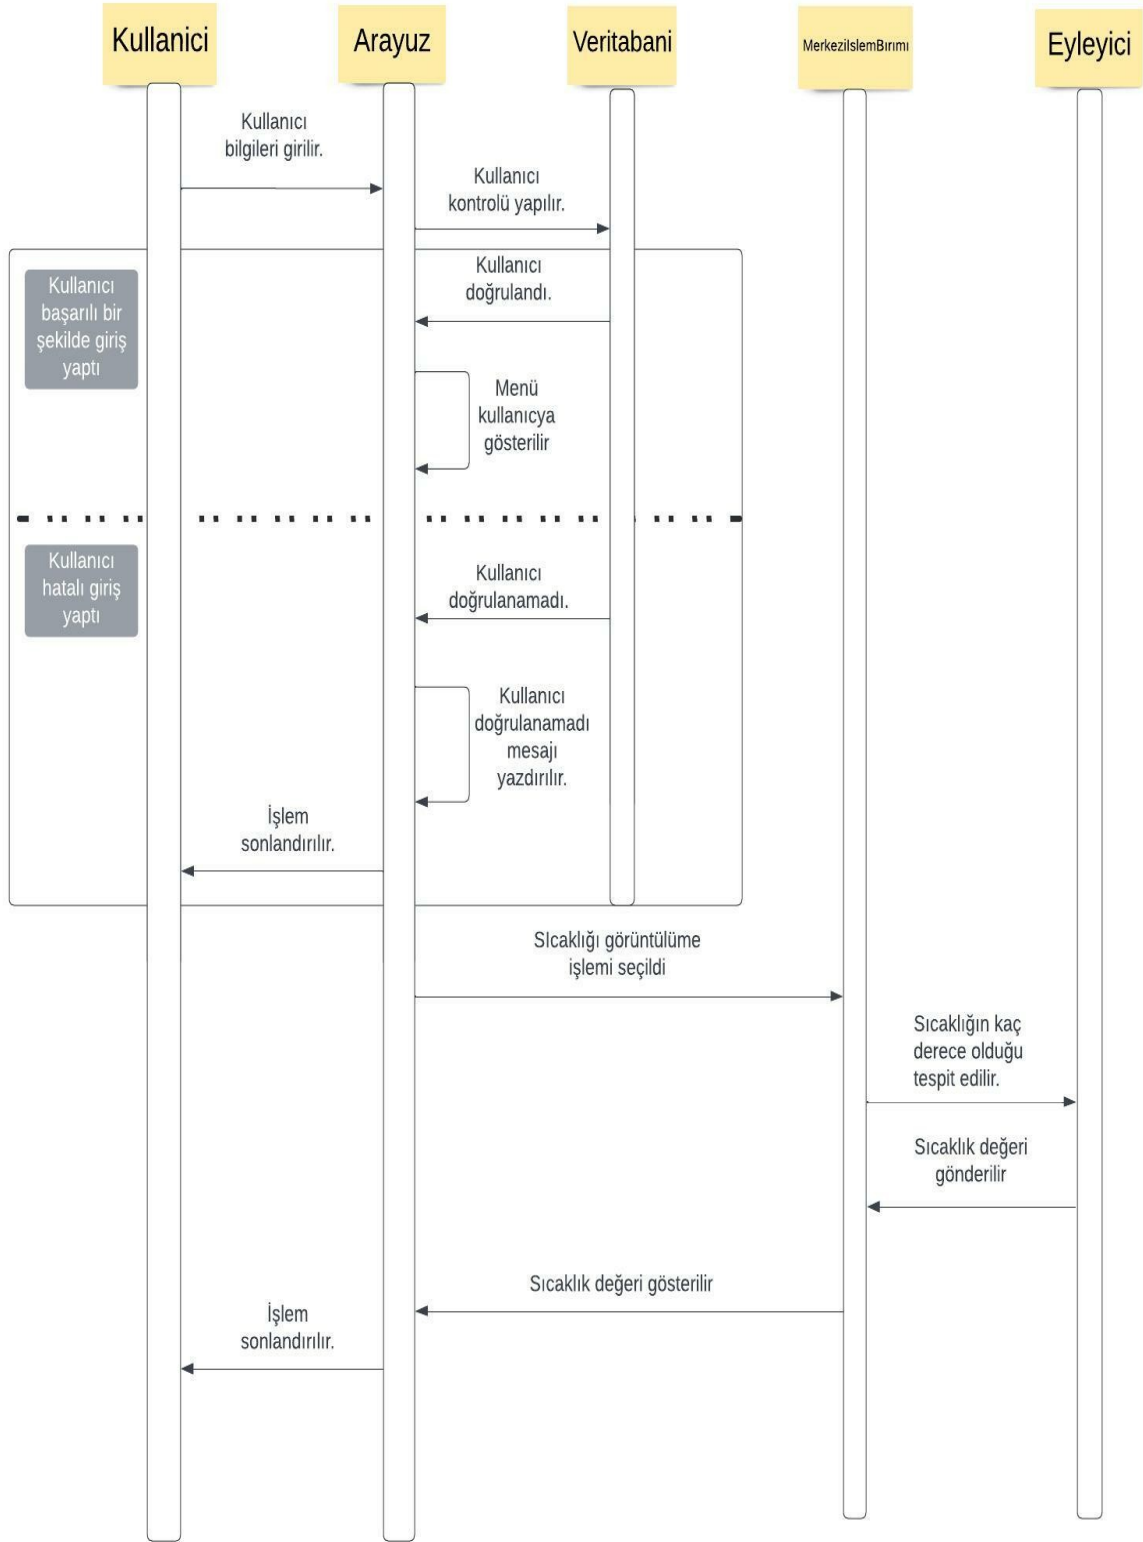 Kullanici
Arayuz
Veritabani
MerkeziIslemBırımı
Eyleyici
Kullanıcı
bilgileri girilir.
Kullanıcı
kontrolü yapılır.
Kullanıcı
başarılı bir
şekilde giriş
yaptı
Kullanıcı
doğrulandı.
Menü
kullanıcya
gösterilir
Kullanıcı
hatalı giriş
yaptı
Kullanıcı
doğrulanamadı.
Kullanıcı
doğrulanamadı
mesajı
yazdırılır.
İşlem
sonlandırılır.
SIcaklığı görüntülüme
işlemi seçildi
Sıcaklığın kaç
derece olduğu
tespit edilir.
Sıcaklık değeri
gönderilir
Sıcaklık değeri gösterilir
İşlem
sonlandırılır.